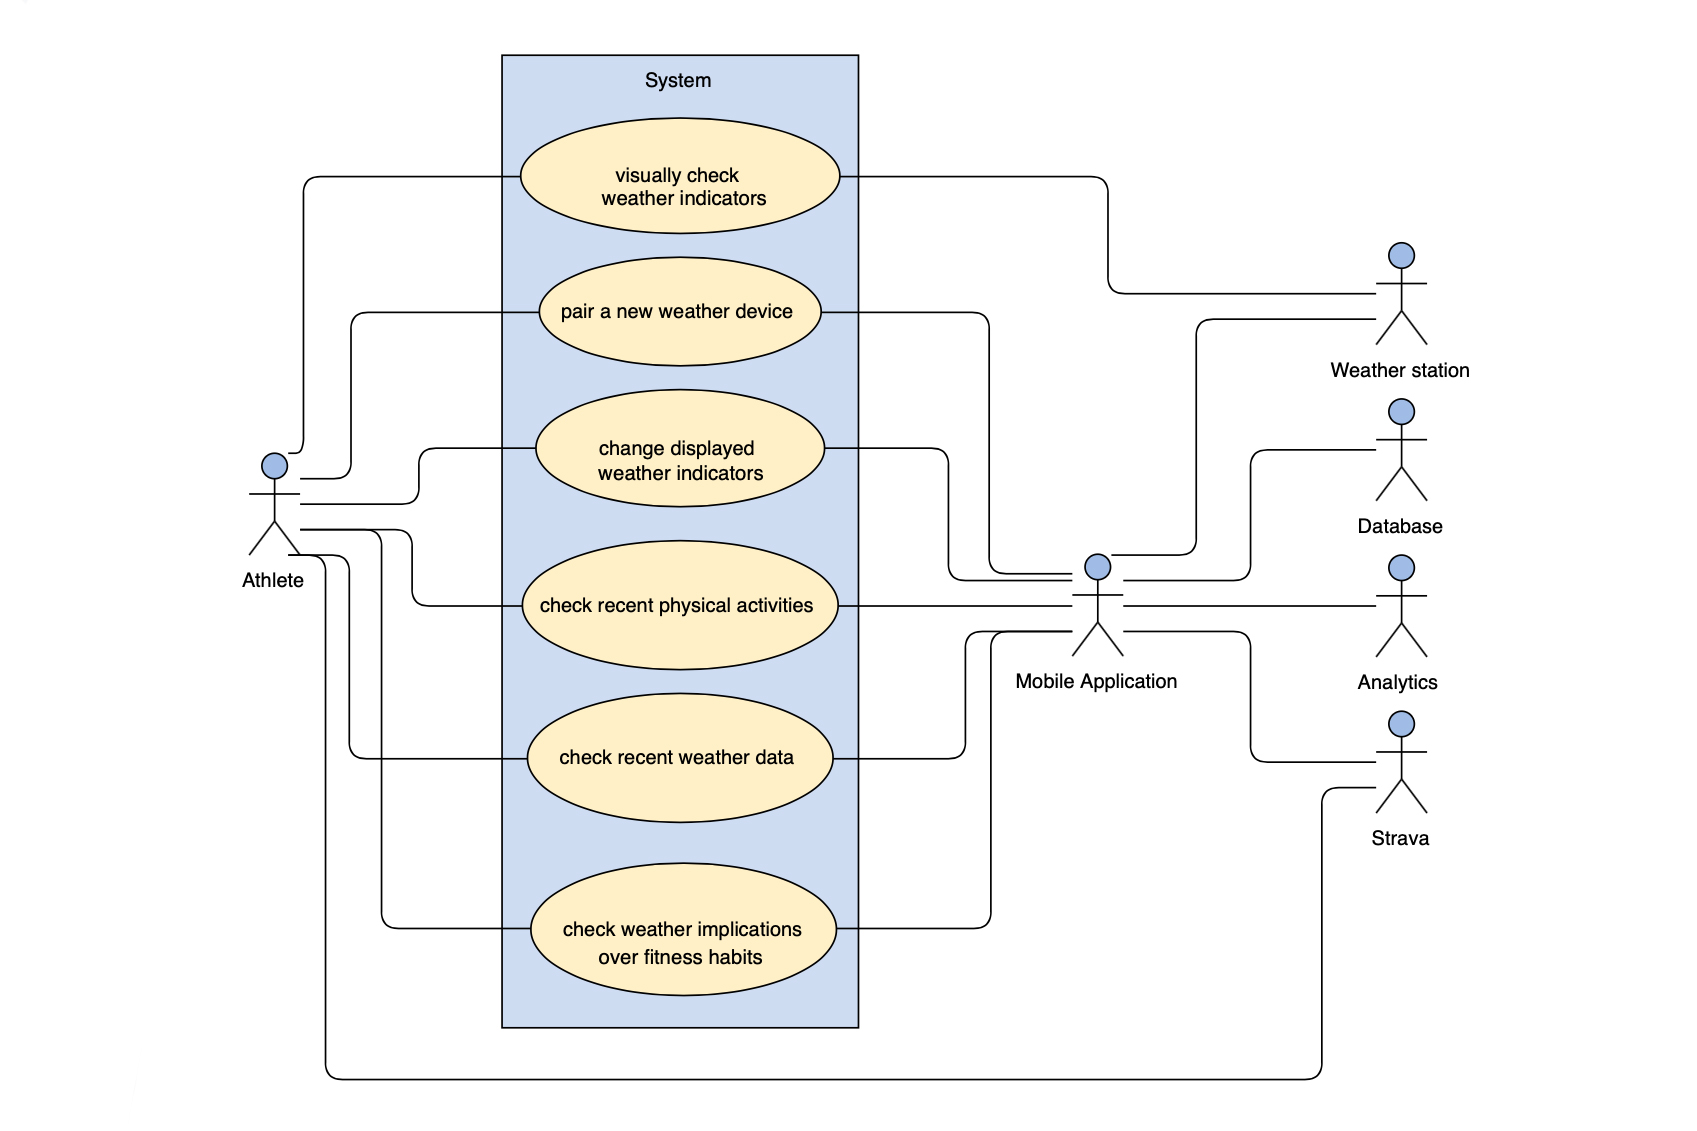 System
visually check
weather indicators
pair a new weather device
Weather station
change displayed
weather indicators
Database
Athlete
check recent physical activities
Mobile Application
Analytics
check recent weather data
Strava
check weather implications
over fitness habits